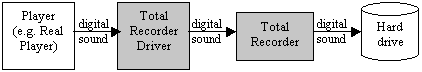 Player
(e.g. Real
Player)
digital
sound
Total
Recorder
Driver
digital
sound
Total
Recorder
digital
sound
Hard
drive